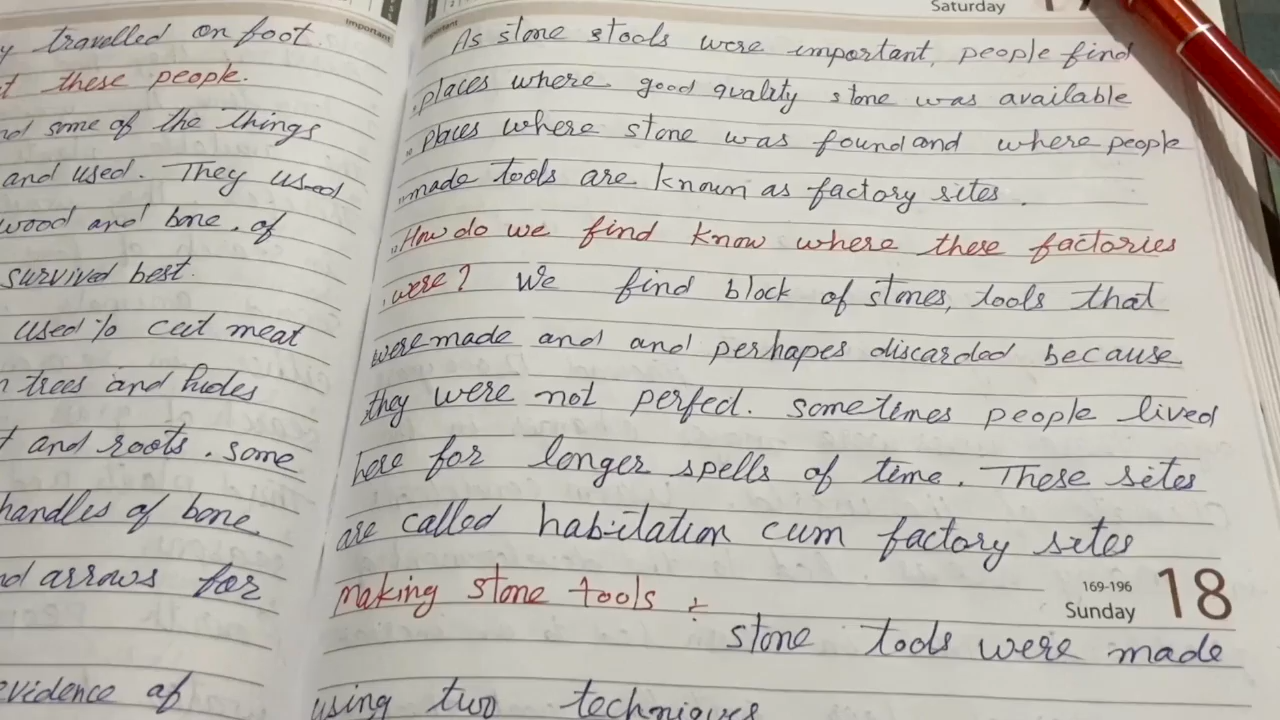 travelled on foot.
these people.
some of the things
and used. They used
wood and bone. of
survived best.
used to cut meat
trees and hides
and roots. some
handles of bone
arrows for
evidence of
important
Saturday
As stone stools were important, people find
places where good quality stone was available
places where stone was found and where people
made tools are known as factory sites.
How do we find know where these factories
were? We find block of stones, tools that
were made and and perhapes discarded because
they were not perfed. sometimes people lived
here for longer spells of time. These sites
are called habitation cum factory sites
169-196
Sunday 18
making stone tools ÷
stone tools were made
using two techniques